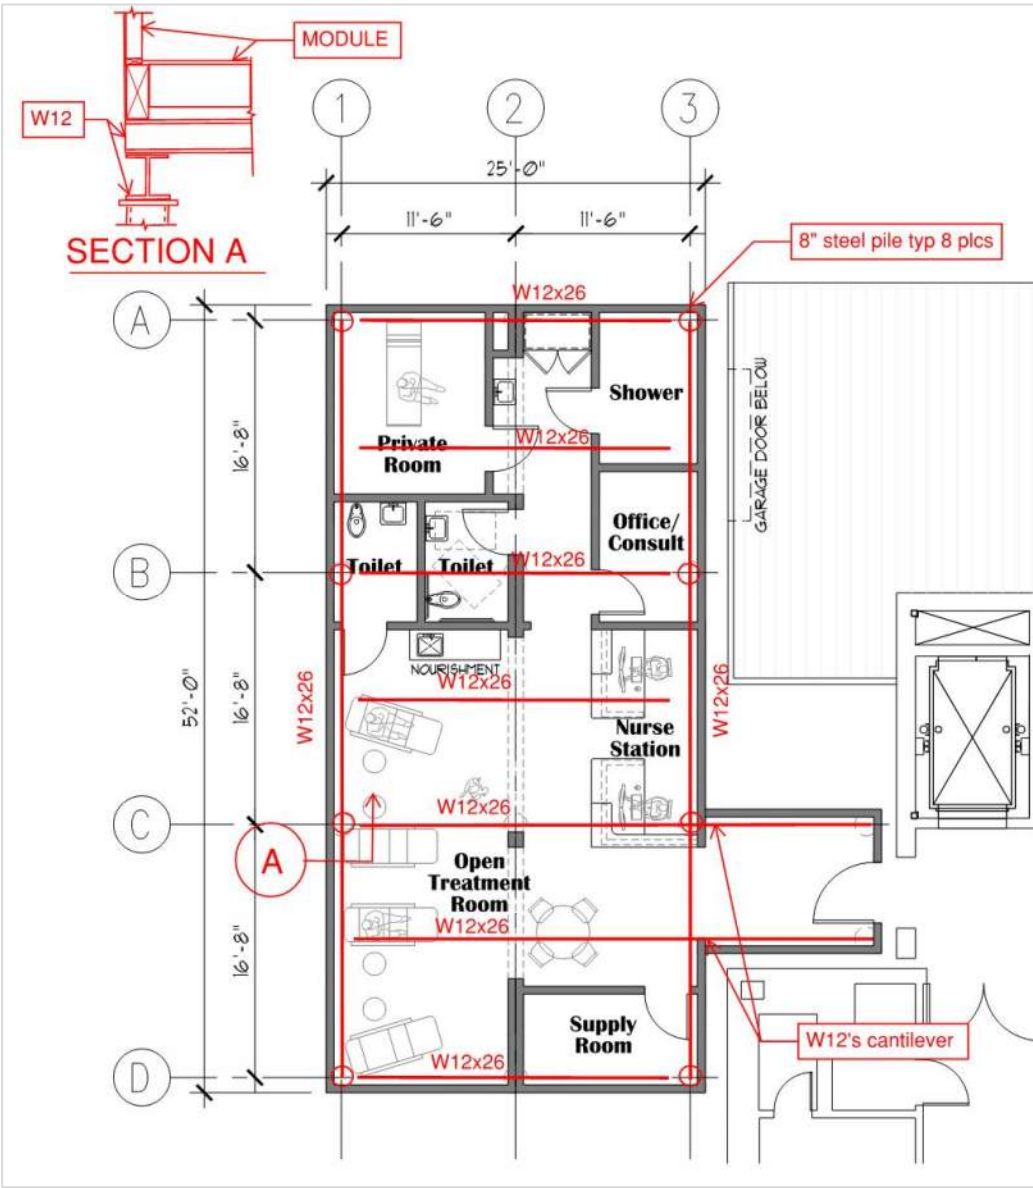 MODULE
W12
SECTION A
1
2
3
25'-0"
11'-6"
11'-6"
8" steel pile typ 8 plcs
W12x26
A
16'-8"
Shower
GARAGE DOOR BELOW
W12x26
Private
Room
Office/
Consult
B
W12x26
Toilet
Toilet
NOURISHMENT
W12x26
52'-0"
16'-8"
W12x26
W12x26
Nurse
Station
W12x26
C
A
Open
Treatment
Room
W12x26
16'-8"
Supply
Room
W12's cantilever
W12x26
D